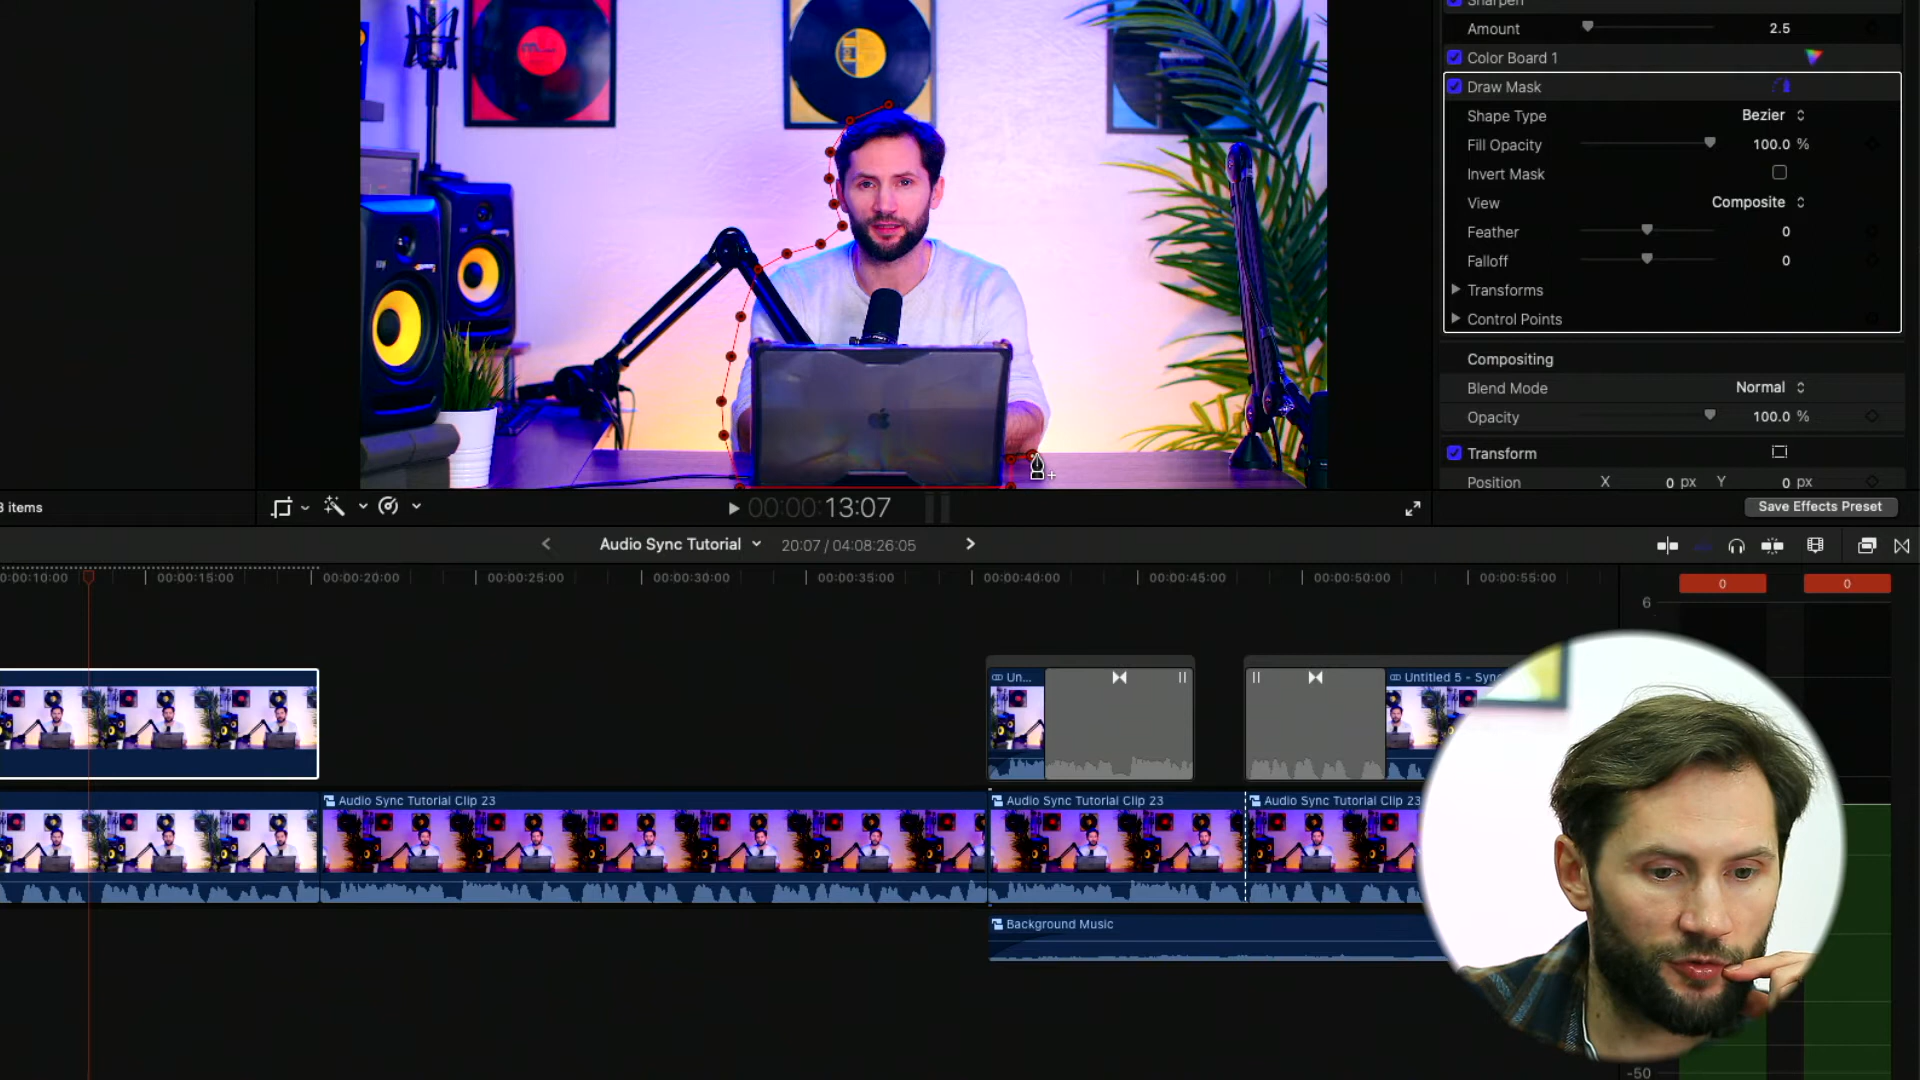 Sharpen
Amount 2.5
Color Board 1
Draw Mask
Shape Type Bezier
Fill Opacity 100.0 %
Invert Mask
View Composite
Feather 0
Falloff 0
Transforms
Control Points
Compositing
Blend Mode Normal
Opacity 100.0 %
Transform
Position X 0 px Y 0 px
Save Effects Preset
3 items
00:00:13:07
Audio Sync Tutorial 20:07 / 04:08:26:05
0:00:10:00 00:00:15:00 00:00:20:00 00:00:25:00 00:00:30:00 00:00:35:00 00:00:40:00 00:00:45:00 00:00:50:00 00:00:55:00
0 0
6
Un... Untitled 5 - Sync
Audio Sync Tutorial Clip 23 Audio Sync Tutorial Clip 23 Audio Sync Tutorial Clip 23
Background Music
-50